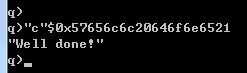 q)
q)"c"$0x57656c6c20646f6e6521
"Well done!"
q)_